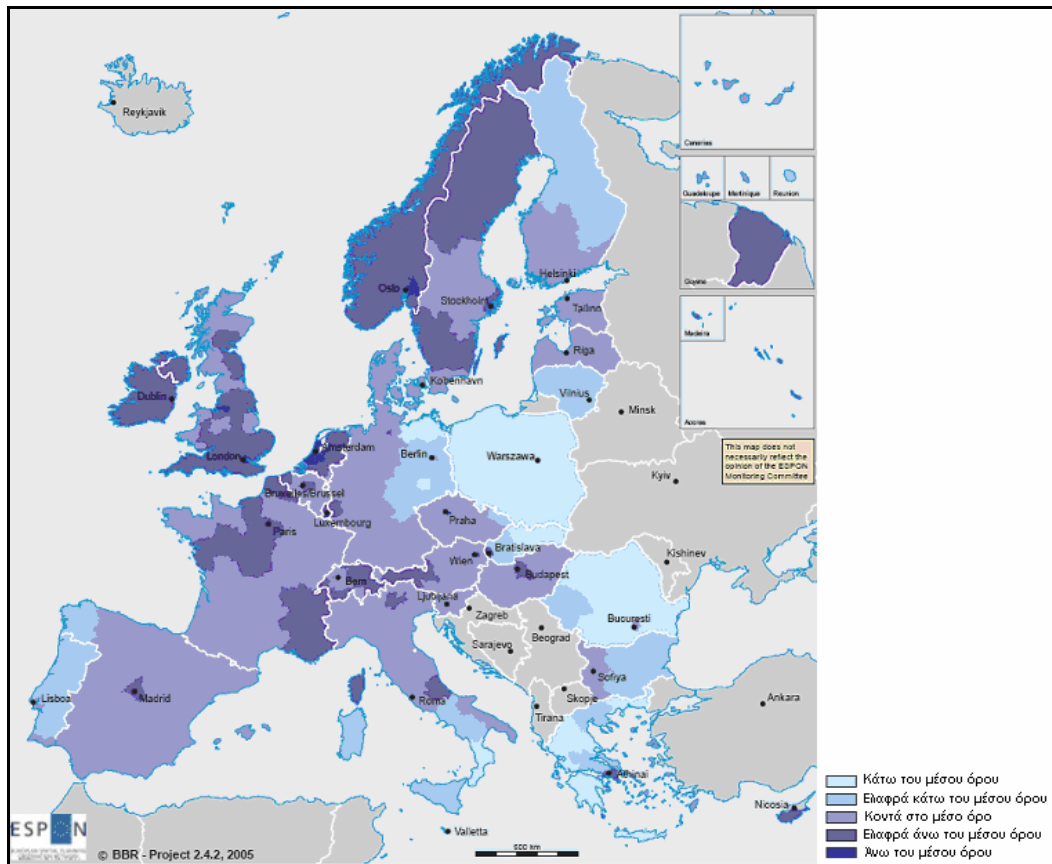 Reykjavik
Canaries
Guadeloupe
Martinique
Reunion
Guyane
Madeira
Acores
This map does not
necessarily reflect the
opinion of the ESPON
Monitoring Committee
Oslo
Helsinki
Stockholm
Tallinn
Riga
Kobenhavn
Vilnius
Minsk
Dublin
Amsterdam
London
Berlin
Warszawa
Kyiv
Bruxelles/Brussel
Luxembourg
Praha
Paris
Bratislava
Wien
Kishinev
Bern
Budapest
Ljubljana
Zagreb
Bucuresti
Beograd
Sarajevo
Sofiya
Lisboa
Madrid
Roma
Skopje
Tirana
Ankara
Athinai
Nicosia
Valletta
Κάτω του μέσου όρου
Ελαφρά κάτω του μέσου όρου
Κοντά στο μέσο όρο
Ελαφρά άνω του μέσου όρου
Άνω του μέσου όρου
ESPON
© BBR - Project 2.4.2, 2005
500 km